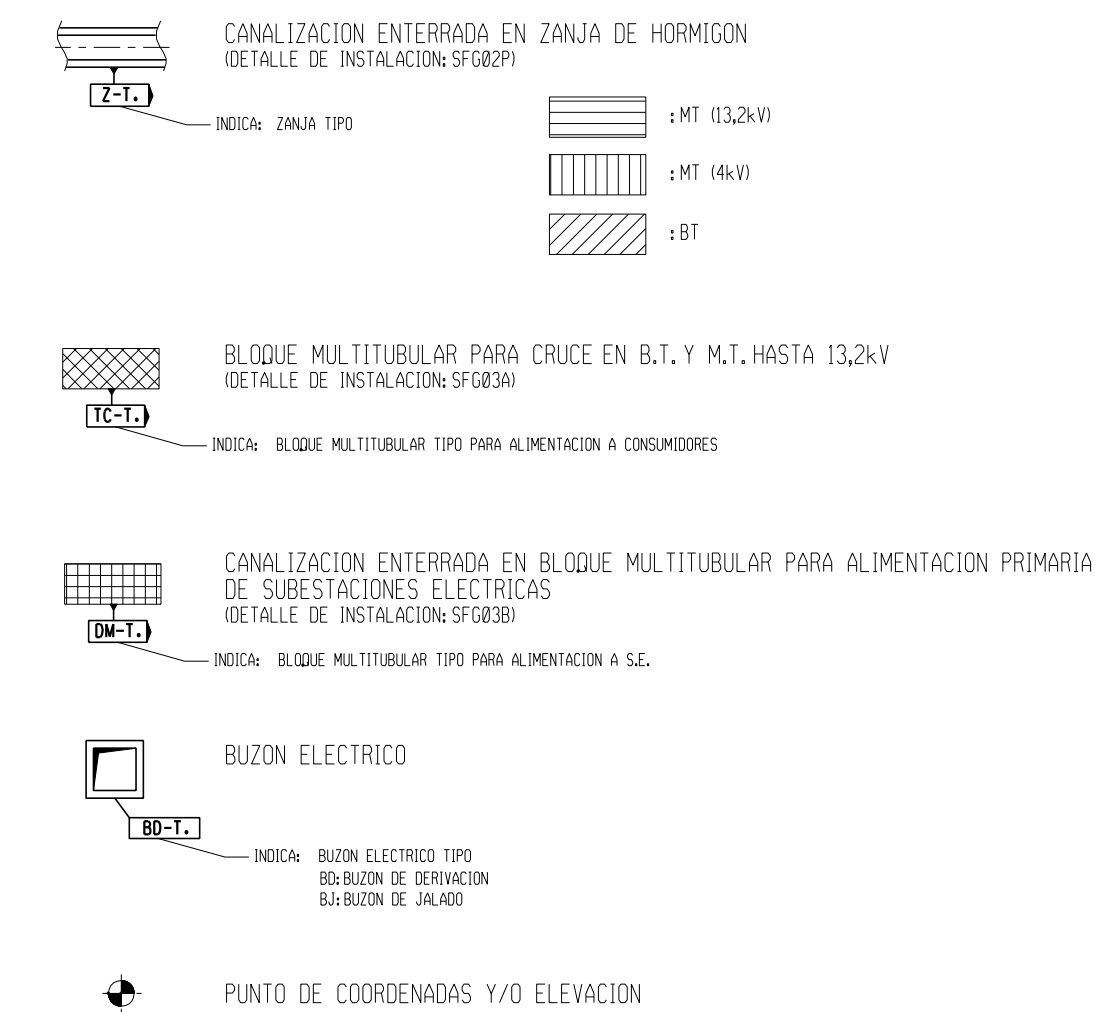 CANALIZACION ENTERRADA EN ZANJA DE HORMIGON
(DETALLE DE INSTALACION: SFG02P)
Z-T.
INDICA: ZANJA TIPO
: MT (13,2kV)
: MT (4kV)
: BT
BLOQUE MULTITUBULAR PARA CRUCE EN B.T. Y M.T. HASTA 13,2kV
(DETALLE DE INSTALACION: SFG03A)
TC-T.
INDICA: BLOQUE MULTITUBULAR TIPO PARA ALIMENTACION A CONSUMIDORES
CANALIZACION ENTERRADA EN BLOQUE MULTITUBULAR PARA ALIMENTACION PRIMARIA
DE SUBESTACIONES ELECTRICAS
(DETALLE DE INSTALACION: SFG03B)
DM-T.
INDICA: BLOQUE MULTITUBULAR TIPO PARA ALIMENTACION A S.E.
BUZON ELECTRICO
BD-T.
INDICA: BUZON ELECTRICO TIPO
BD: BUZON DE DERIVACION
BJ: BUZON DE JALADO
PUNTO DE COORDENADAS Y/O ELEVACION